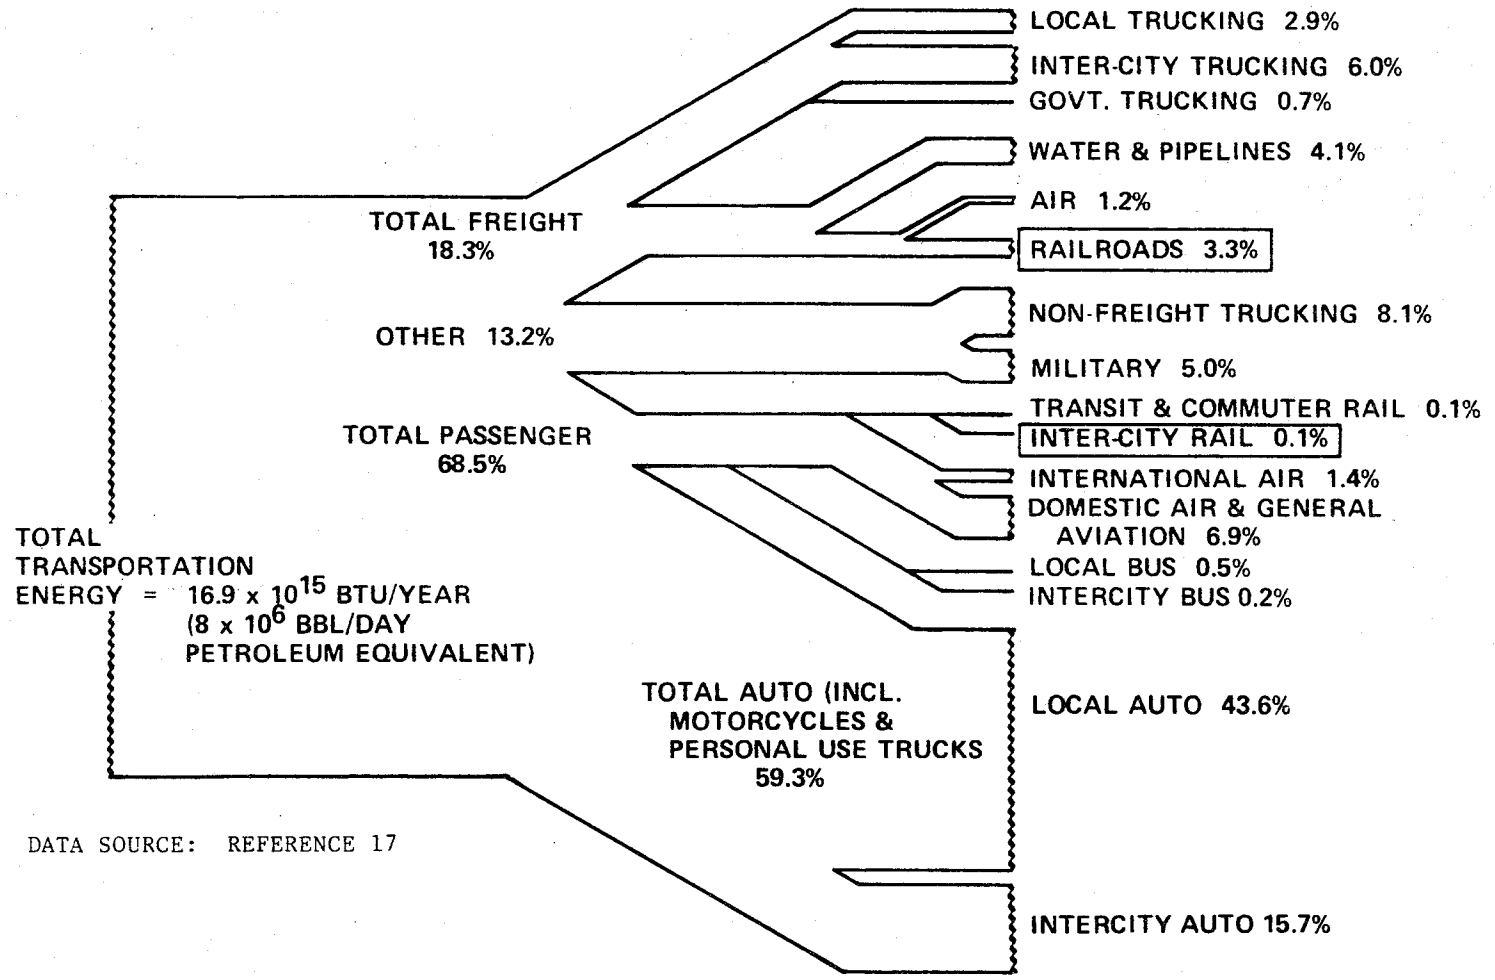 LOCAL TRUCKING 2.9%
INTER-CITY TRUCKING 6.0%
GOVT. TRUCKING 0.7%
WATER & PIPELINES 4.1%
AIR 1.2%
TOTAL FREIGHT
18.3%
RAILROADS 3.3%
NON-FREIGHT TRUCKING 8.1%
OTHER 13.2%
MILITARY 5.0%
TRANSIT & COMMUTER RAIL 0.1%
TOTAL PASSENGER
68.5%
INTER-CITY RAIL 0.1%
INTERNATIONAL AIR 1.4%
DOMESTIC AIR & GENERAL
AVIATION 6.9%
LOCAL BUS 0.5%
INTERCITY BUS 0.2%
TOTAL
TRANSPORTATION
ENERGY = 16.9 x 10^15 BTU/YEAR
(8 x 10^6 BBL/DAY
PETROLEUM EQUIVALENT)
TOTAL AUTO (INCL.
MOTORCYCLES &
PERSONAL USE TRUCKS
59.3%
LOCAL AUTO 43.6%
DATA SOURCE: REFERENCE 17
INTERCITY AUTO 15.7%